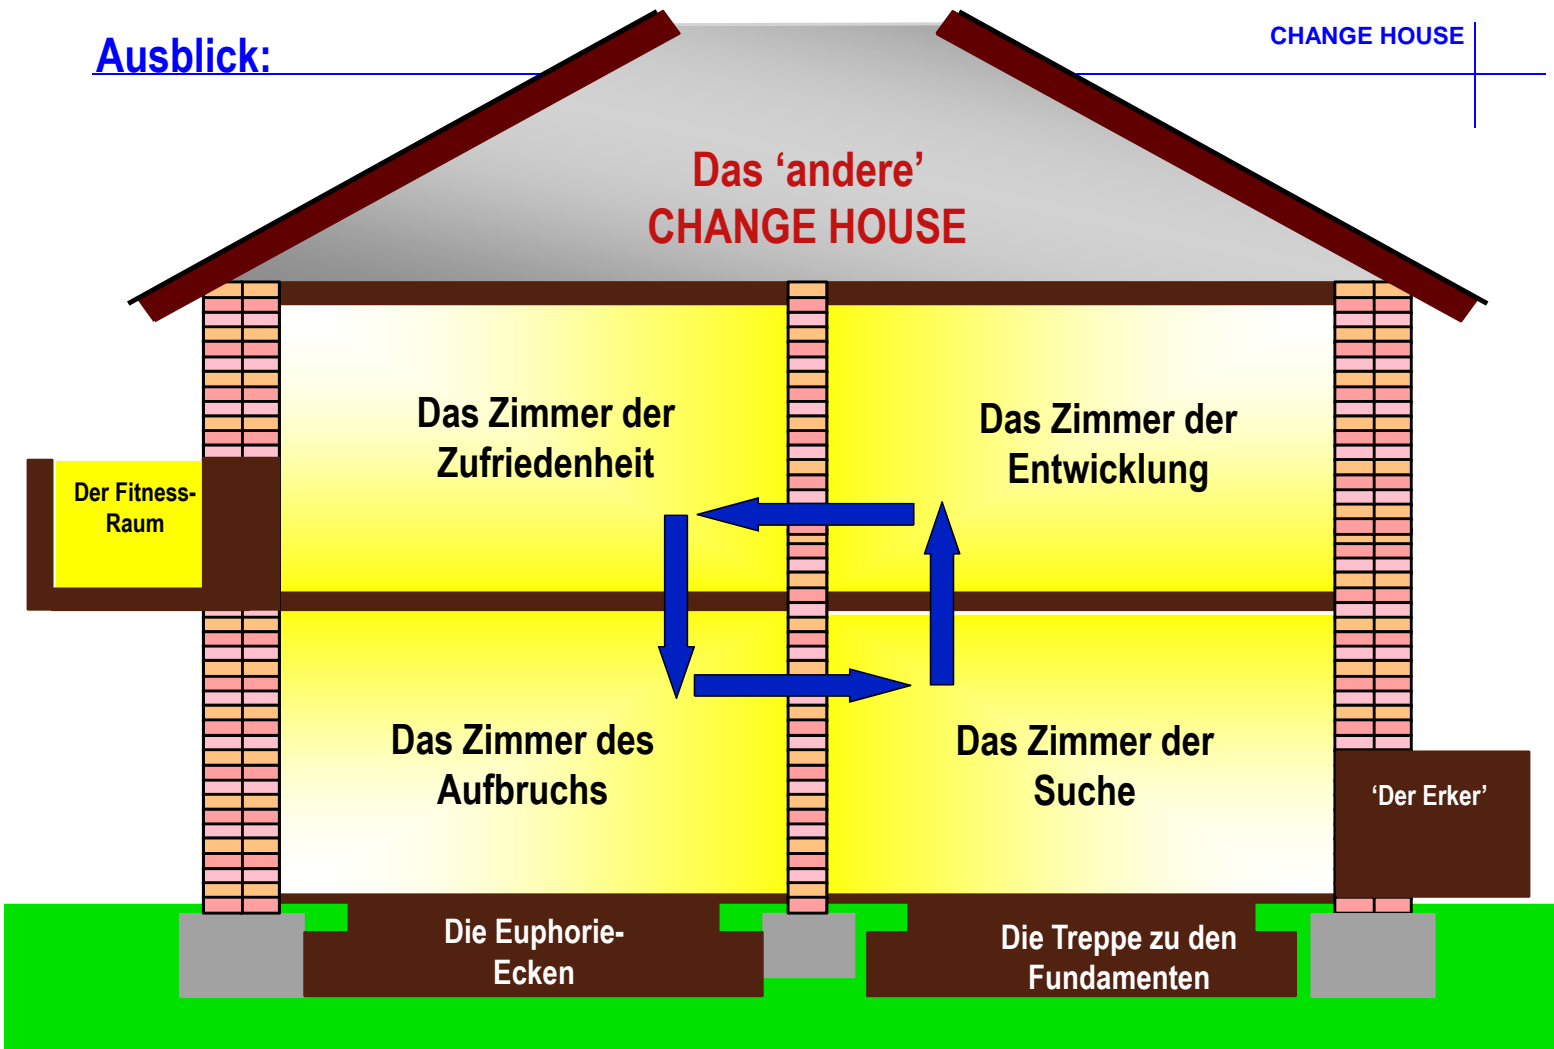 Ausblick:
CHANGE HOUSE
Das ‘andere’
CHANGE HOUSE
Das Zimmer der
Zufriedenheit
Das Zimmer der
Entwicklung
Der Fitness-
Raum
Das Zimmer des
Aufbruchs
Das Zimmer der
Suche
‘Der Erker’
Die Euphorie-
Ecken
Die Treppe zu den
Fundamenten